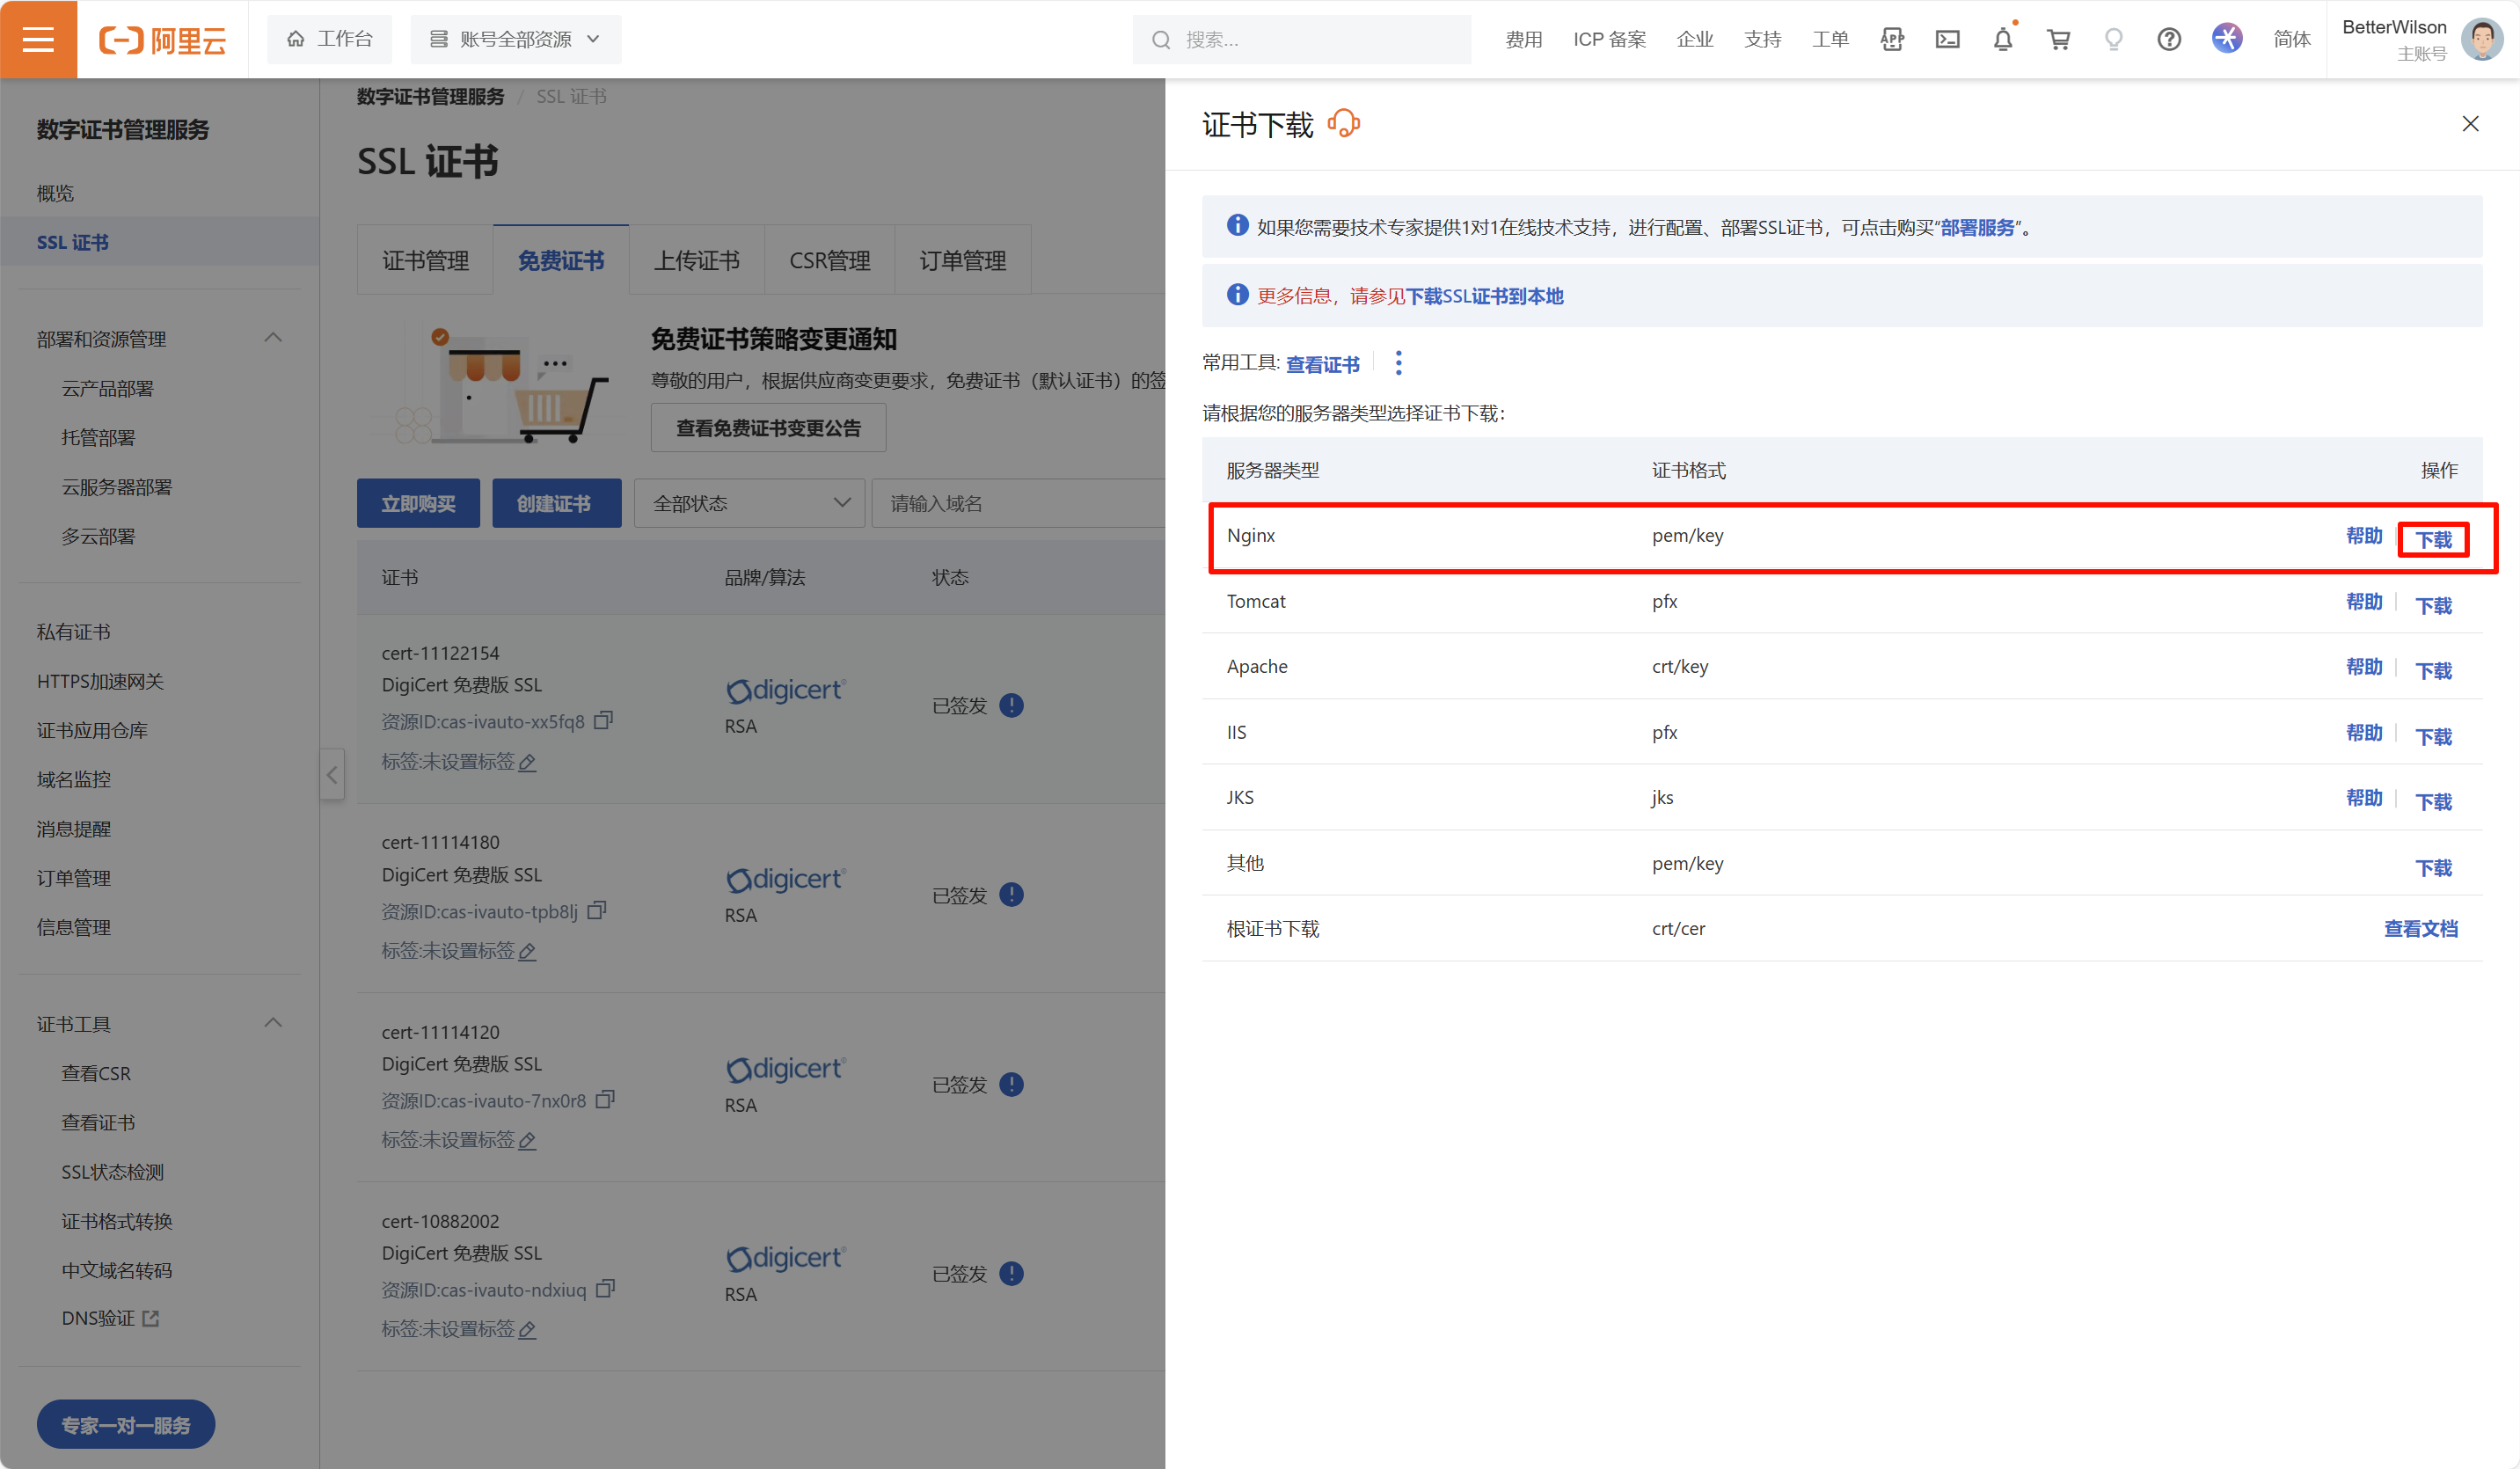 阿里云
工作台
账号全部资源
搜索...
费用
ICP 备案
企业
支持
工单
APP
简体
BetterWilson
主账号
数字证书管理服务
概览
SSL 证书
部署和资源管理
云产品部署
托管部署
云服务器部署
多云部署
私有证书
HTTPS加速网关
证书应用仓库
域名监控
消息提醒
订单管理
信息管理
证书工具
查看CSR
查看证书
SSL状态检测
证书格式转换
中文域名转码
DNS验证
专家一对一服务
数字证书管理服务 / SSL 证书
SSL 证书
证书管理
免费证书
上传证书
CSR管理
订单管理
免费证书策略变更通知
尊敬的用户，根据供应商变更要求，免费证书（默认证书）的签
查看免费证书变更公告
立即购买
创建证书
全部状态
请输入域名
证书
品牌/算法
状态
cert-11122154
DigiCert 免费版 SSL
资源ID:cas-ivauto-xx5fq8
标签:未设置标签
digicert®
RSA
已签发
cert-11114180
DigiCert 免费版 SSL
资源ID:cas-ivauto-tpb8lj
标签:未设置标签
digicert®
RSA
已签发
cert-11114120
DigiCert 免费版 SSL
资源ID:cas-ivauto-7nx0r8
标签:未设置标签
digicert®
RSA
已签发
cert-10882002
DigiCert 免费版 SSL
资源ID:cas-ivauto-ndxiuq
标签:未设置标签
digicert®
RSA
已签发
证书下载
如果您需要技术专家提供1对1在线技术支持，进行配置、部署SSL证书，可点击购买“部署服务”。
更多信息，请参见下载SSL证书到本地
常用工具: 查看证书
请根据您的服务器类型选择证书下载：
服务器类型 证书格式 操作
Nginx pem/key 帮助 下载
Tomcat pfx 帮助 下载
Apache crt/key 帮助 下载
IIS pfx 帮助 下载
JKS jks 帮助 下载
其他 pem/key 下载
根证书下载 crt/cer 查看文档